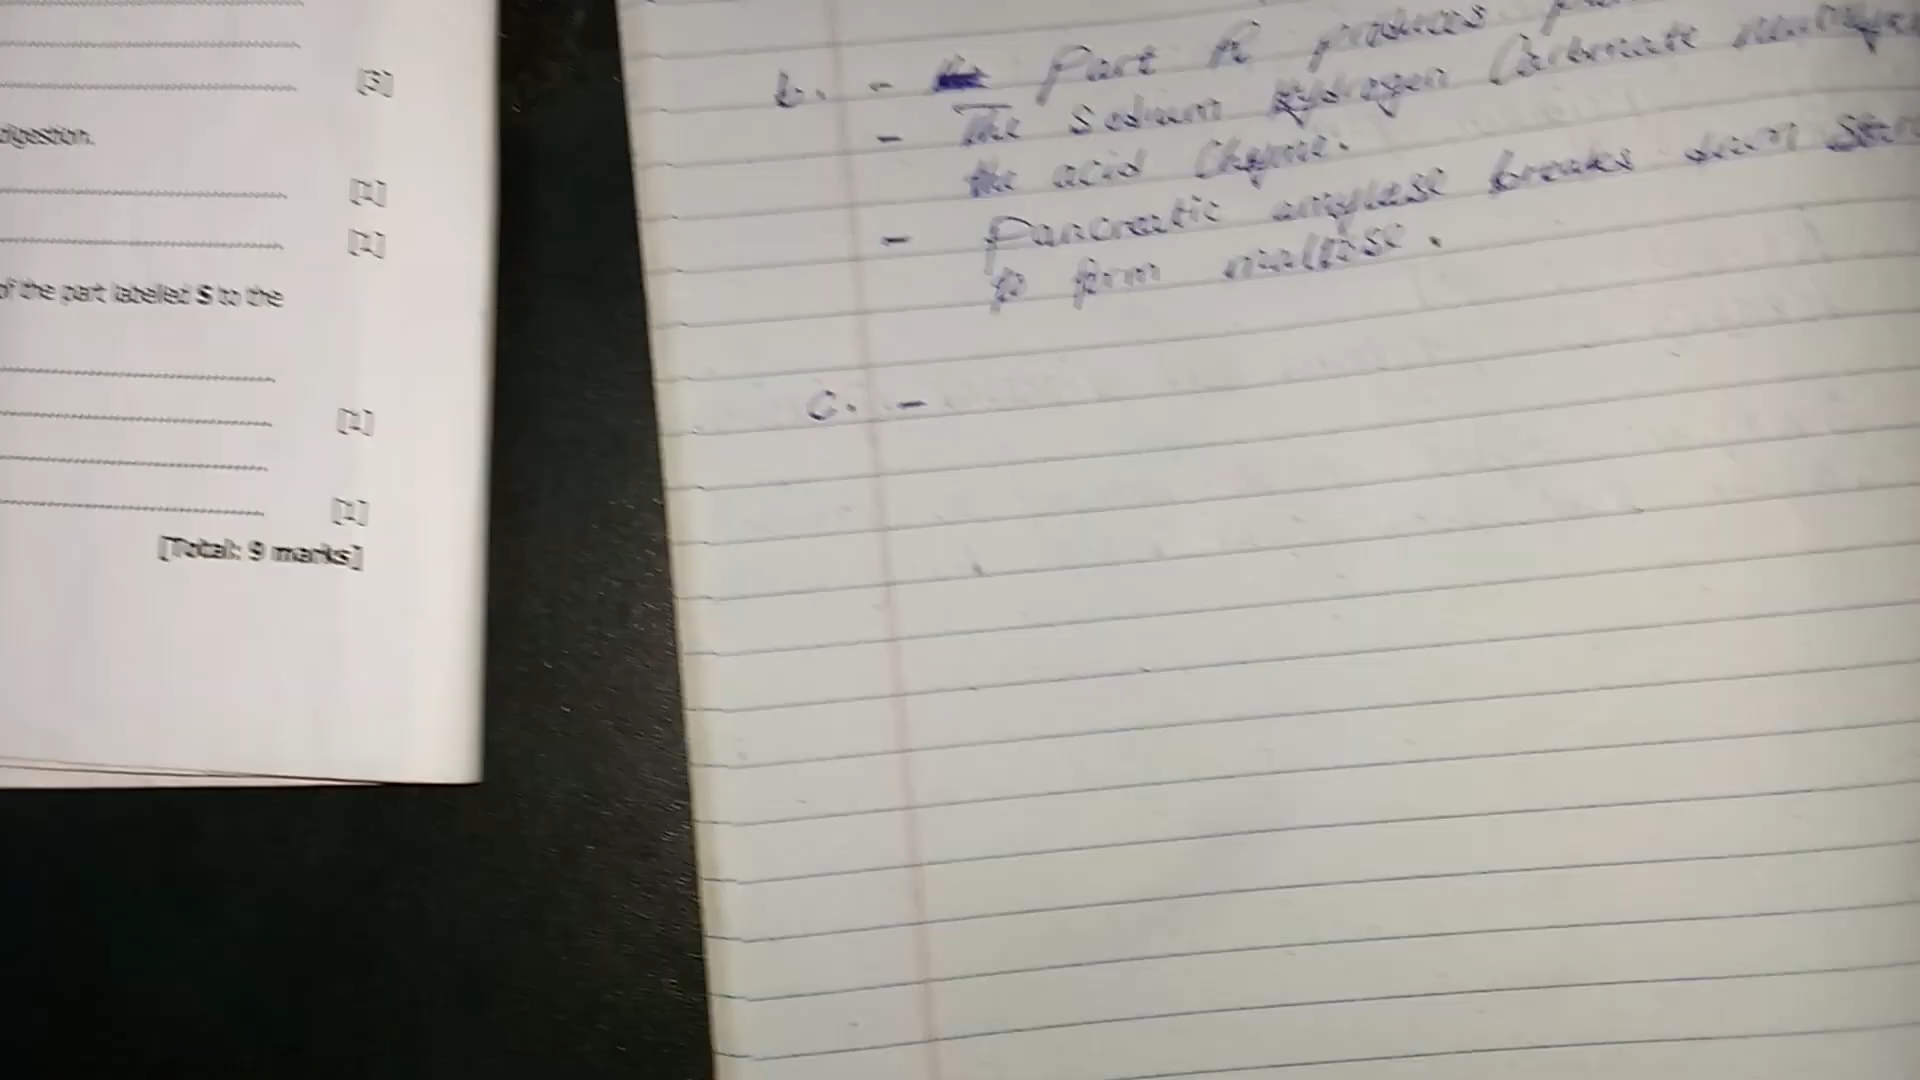 [3]
digestion.
[1]
[1]
of the part labelled S to the
[1]
[1]
[Total: 9 marks]
b. - Part R produces
- The Sodium Hydrogen Carbonate
the acid Chyme.
- Pancreatic amylase breaks down
to form maltose.
c. -